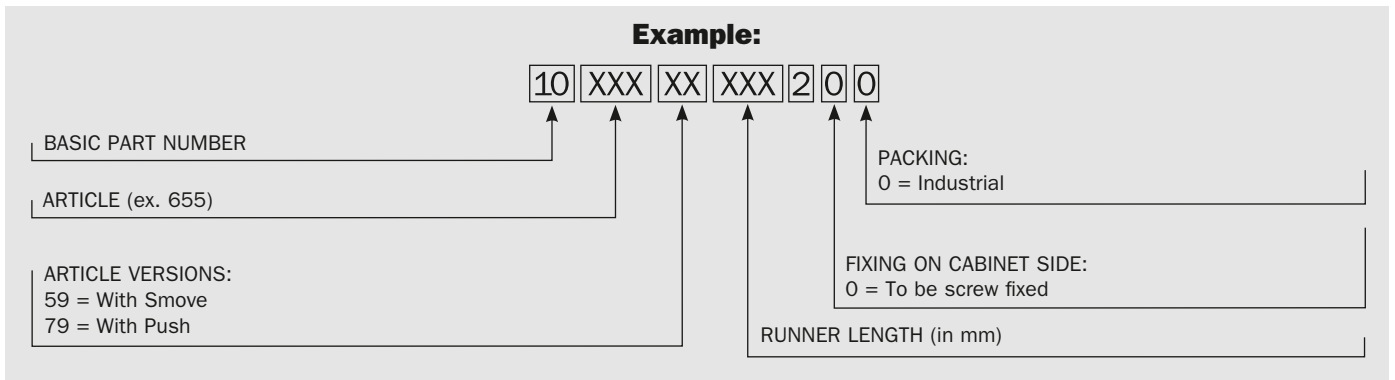 Example:
10 XXX XX XXX 2 0 0
BASIC PART NUMBER
ARTICLE (ex. 655)
ARTICLE VERSIONS:
59 = With Smove
79 = With Push
PACKING:
0 = Industrial
FIXING ON CABINET SIDE:
0 = To be screw fixed
RUNNER LENGTH (in mm)